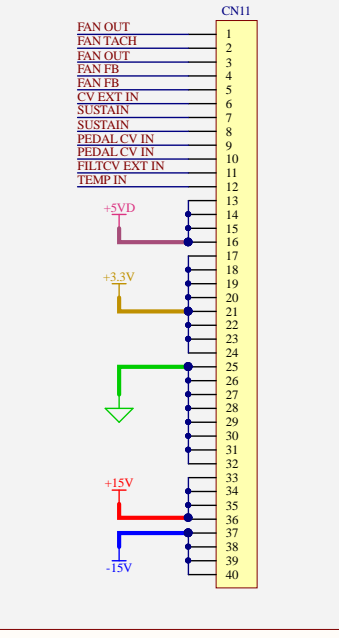 CN11
FAN OUT 1
FAN TACH 2
FAN OUT 3
FAN FB 4
FAN FB 5
CV EXT IN 6
SUSTAIN 7
SUSTAIN 8
PEDAL CV IN 9
PEDAL CV IN 10
FILTCV EXT IN 11
TEMP IN 12
13
+5VD 14
15
16
17
18
+3.3V 19
20
21
22
23
24
25
26
27
28
29
30
31
32
33
+15V 34
35
36
37
38
39
-15V 40